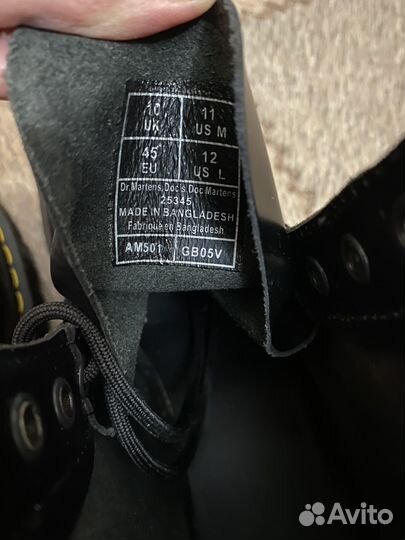 10 11
UK US M
45 12
EU US L
Dr Martens, Doc's, Doc Martens
25345
MADE IN BANGLADESH
Fabriqué en Bangladesh
AM501 GB05V
Avito